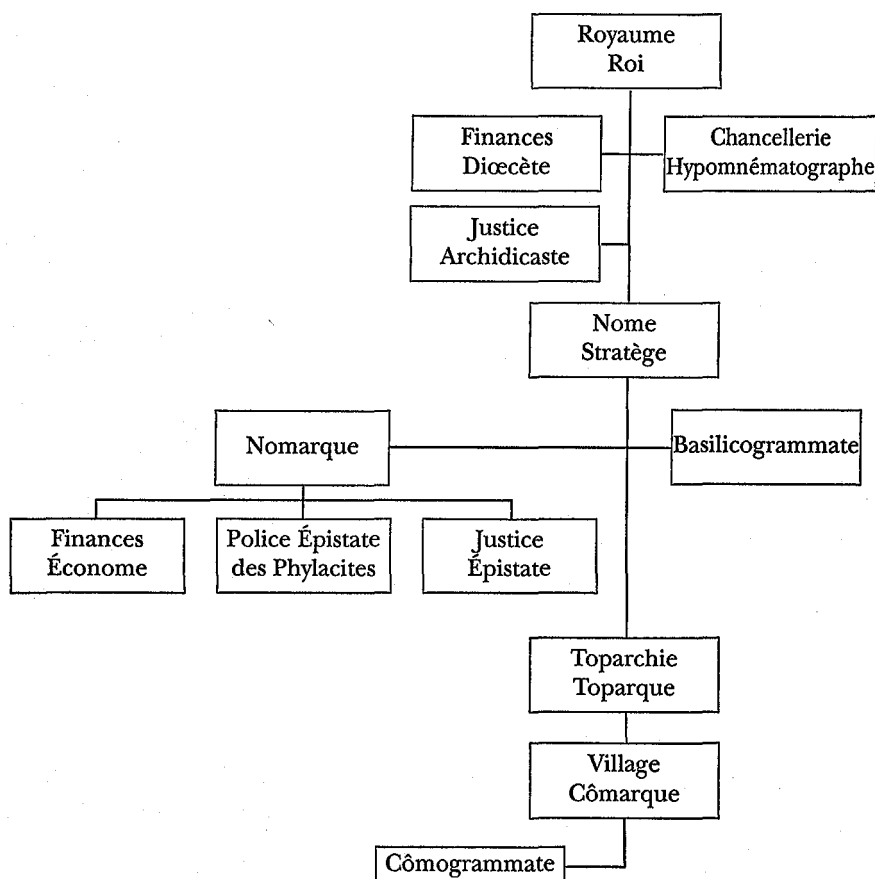 Royaume
Roi
Finances
Diœcète
Chancellerie
Hypomnématographe
Justice
Archidicaste
Nome
Stratège
Nomarque
Basilicogrammate
Finances
Économe
Police Épistate
des Phylacites
Justice
Épistate
Toparchie
Toparque
Village
Cômarque
Cômogrammate